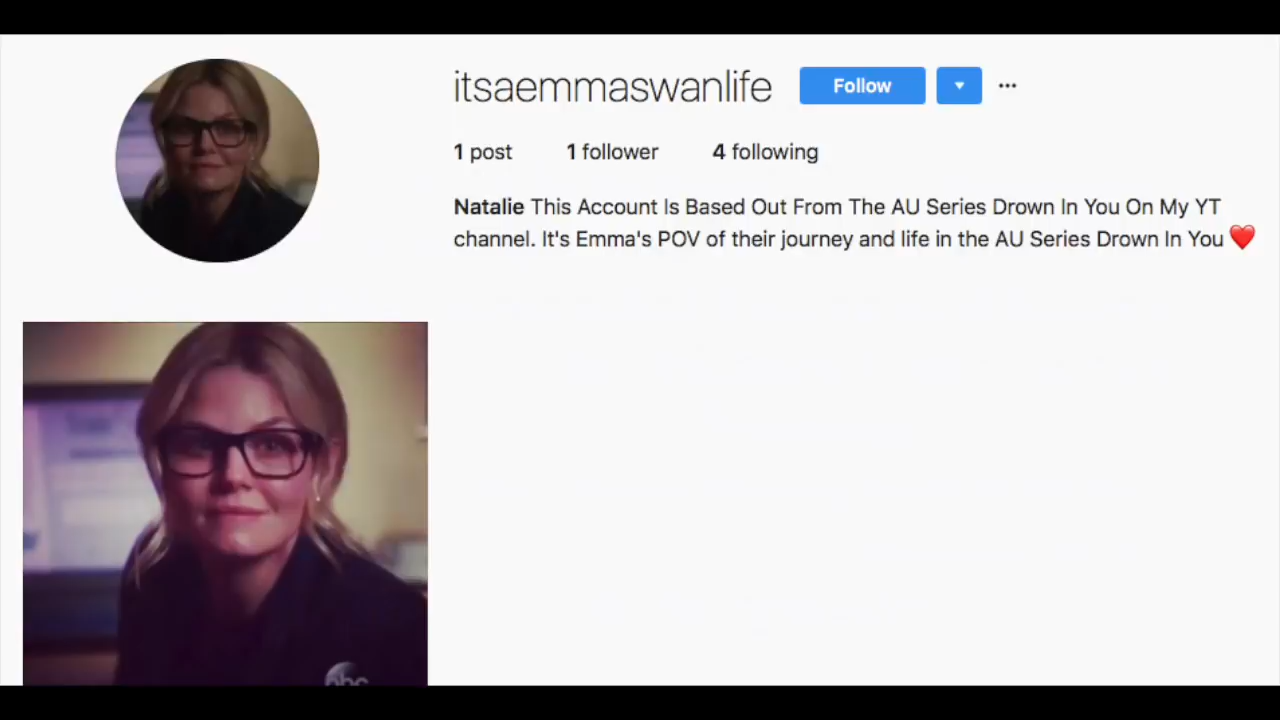 itsaemmaswanlife Follow
1 post 1 follower 4 following
Natalie This Account Is Based Out From The AU Series Drown In You On My YT
channel. It's Emma's POV of their journey and life in the AU Series Drown In You ❤️
abc